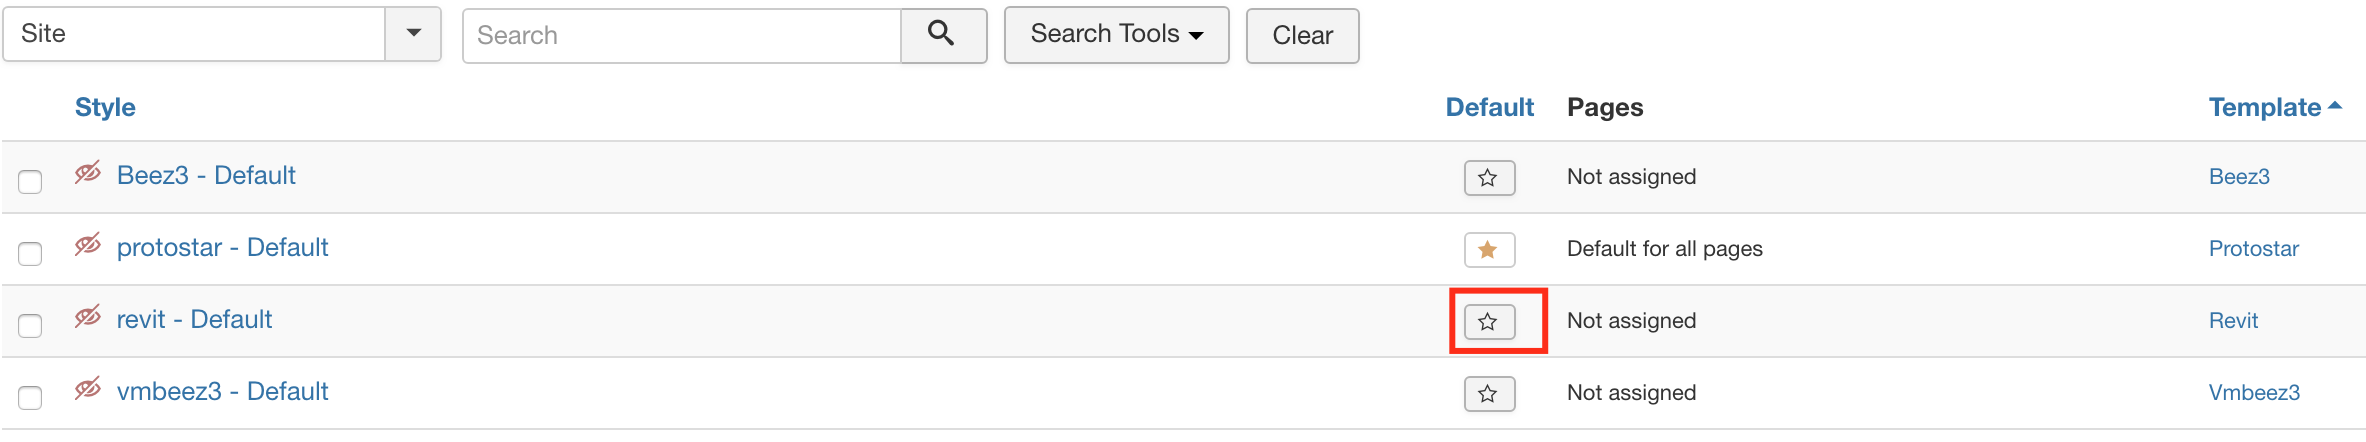 Site Search Search Tools Clear
Style Default Pages Template
Beez3 - Default Not assigned Beez3
protostar - Default Default for all pages Protostar
revit - Default Not assigned Revit
vmbeez3 - Default Not assigned Vmbeez3